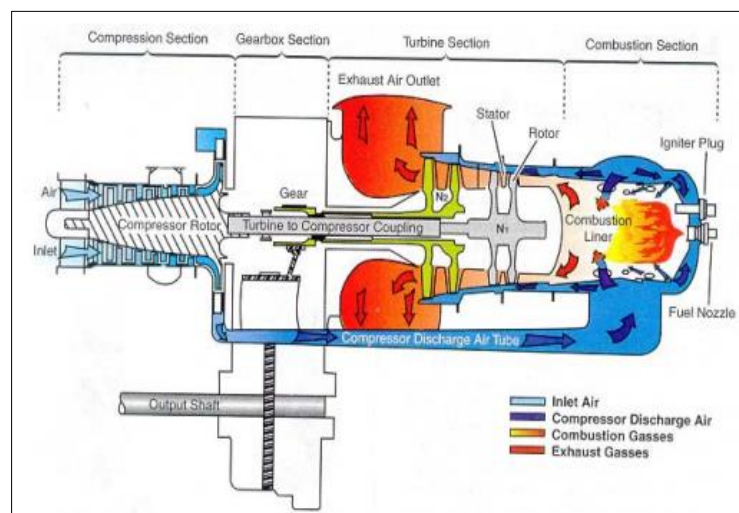 Compression Section
Gearbox Section
Turbine Section
Combustion Section
Exhaust Air Outlet
Stator
Rotor
Igniter Plug
Air
Inlet
Compressor Rotor
Gear
Turbine to Compressor Coupling
N2
N1
Combustion
Liner
Fuel Nozzle
Compressor Discharge Air Tube
Output Shaft
Inlet Air
Compressor Discharge Air
Combustion Gasses
Exhaust Gasses